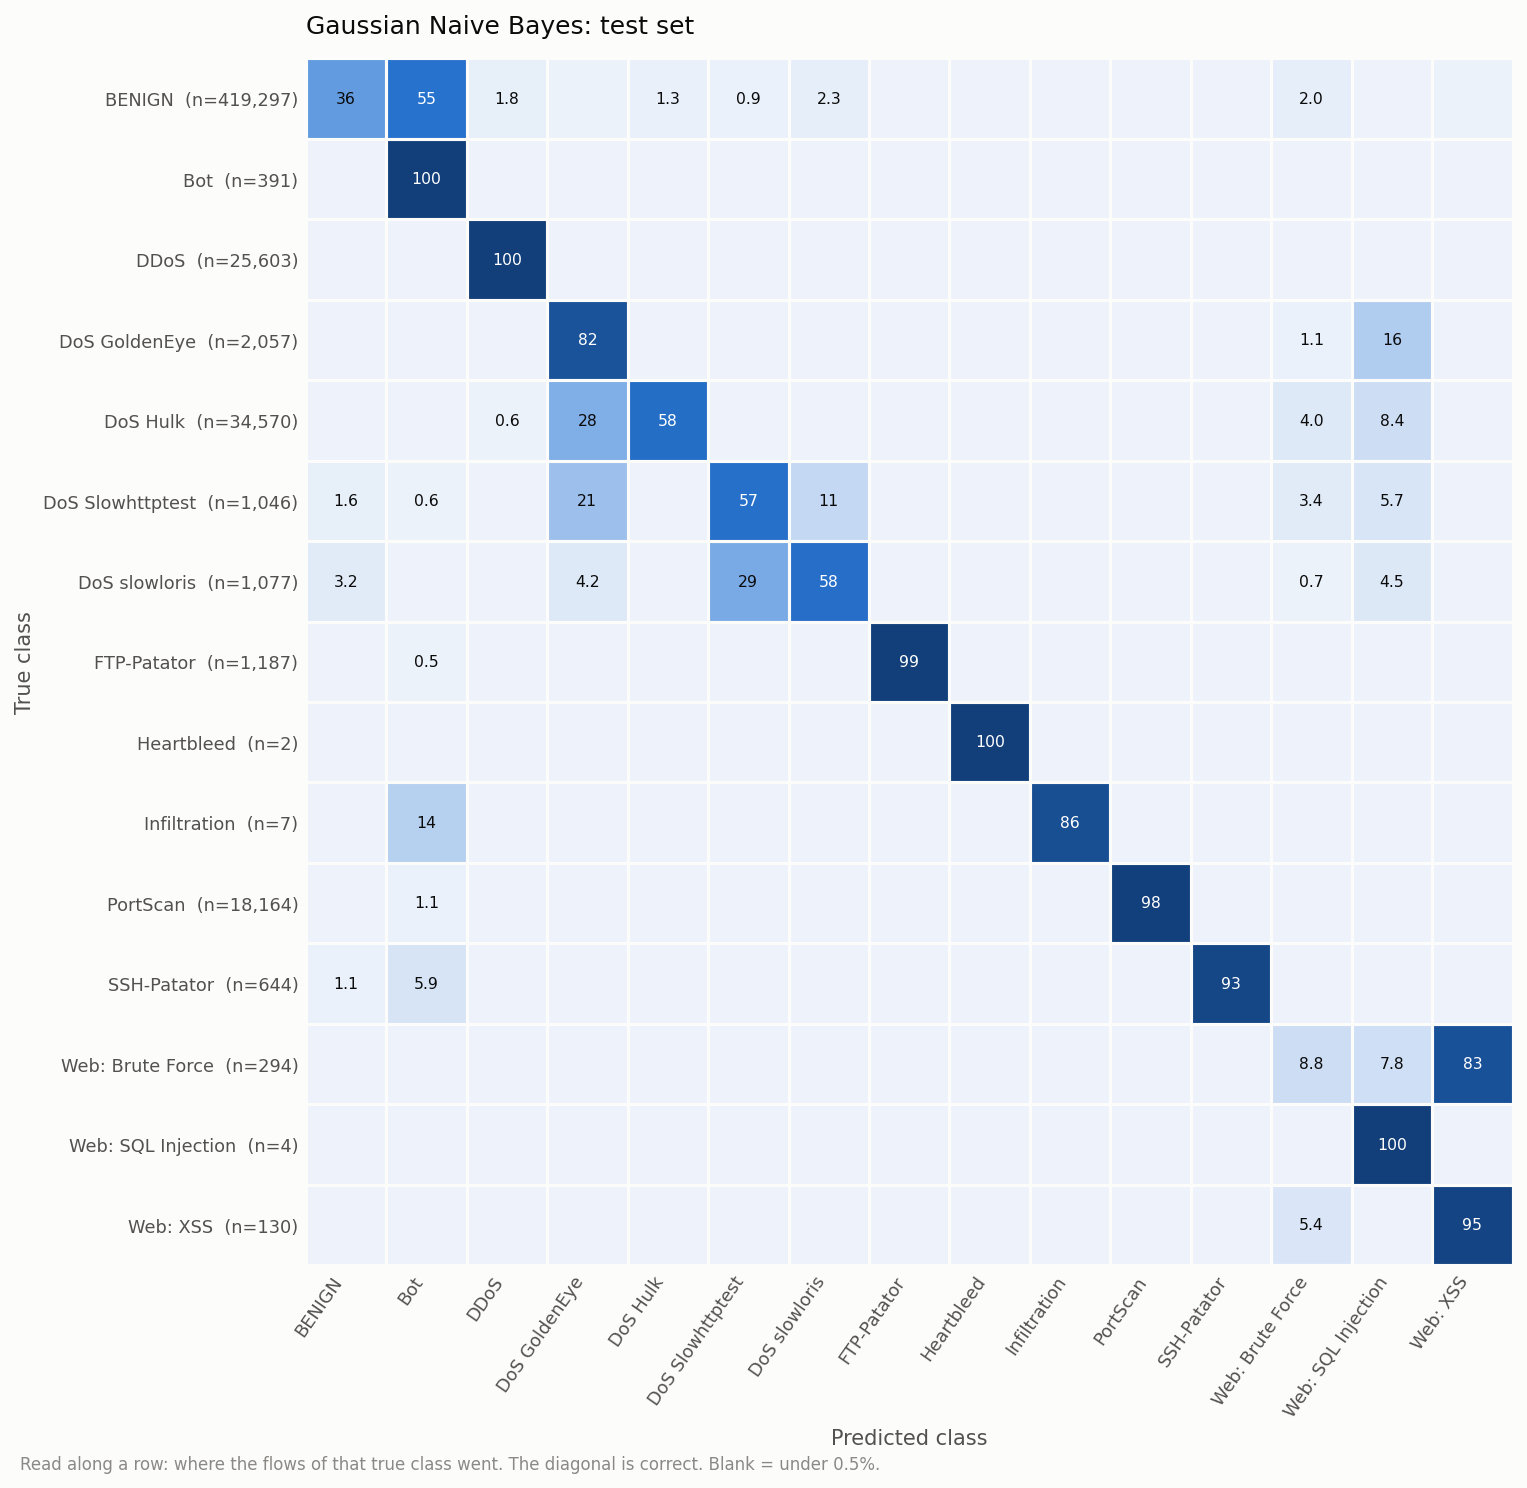 Gaussian Naive Bayes: test set
BENIGN (n=419,297) 36 55 1.8 1.3 0.9 2.3 2.0
Bot (n=391) 100
DDoS (n=25,603) 100
DoS GoldenEye (n=2,057) 82 1.1 16
DoS Hulk (n=34,570) 0.6 28 58 4.0 8.4
DoS Slowhttptest (n=1,046) 1.6 0.6 21 57 11 3.4 5.7
DoS slowloris (n=1,077) 3.2 4.2 29 58 0.7 4.5
FTP-Patator (n=1,187) 0.5 99
Heartbleed (n=2) 100
Infiltration (n=7) 14 86
PortScan (n=18,164) 1.1 98
SSH-Patator (n=644) 1.1 5.9 93
Web: Brute Force (n=294) 8.8 7.8 83
Web: SQL Injection (n=4) 100
Web: XSS (n=130) 5.4 95
True class
BENIGN
Bot
DDoS
DoS GoldenEye
DoS Hulk
DoS Slowhttptest
DoS slowloris
FTP-Patator
Heartbleed
Infiltration
PortScan
SSH-Patator
Web: Brute Force
Web: SQL Injection
Web: XSS
Predicted class
Read along a row: where the flows of that true class went. The diagonal is correct. Blank = under 0.5%.